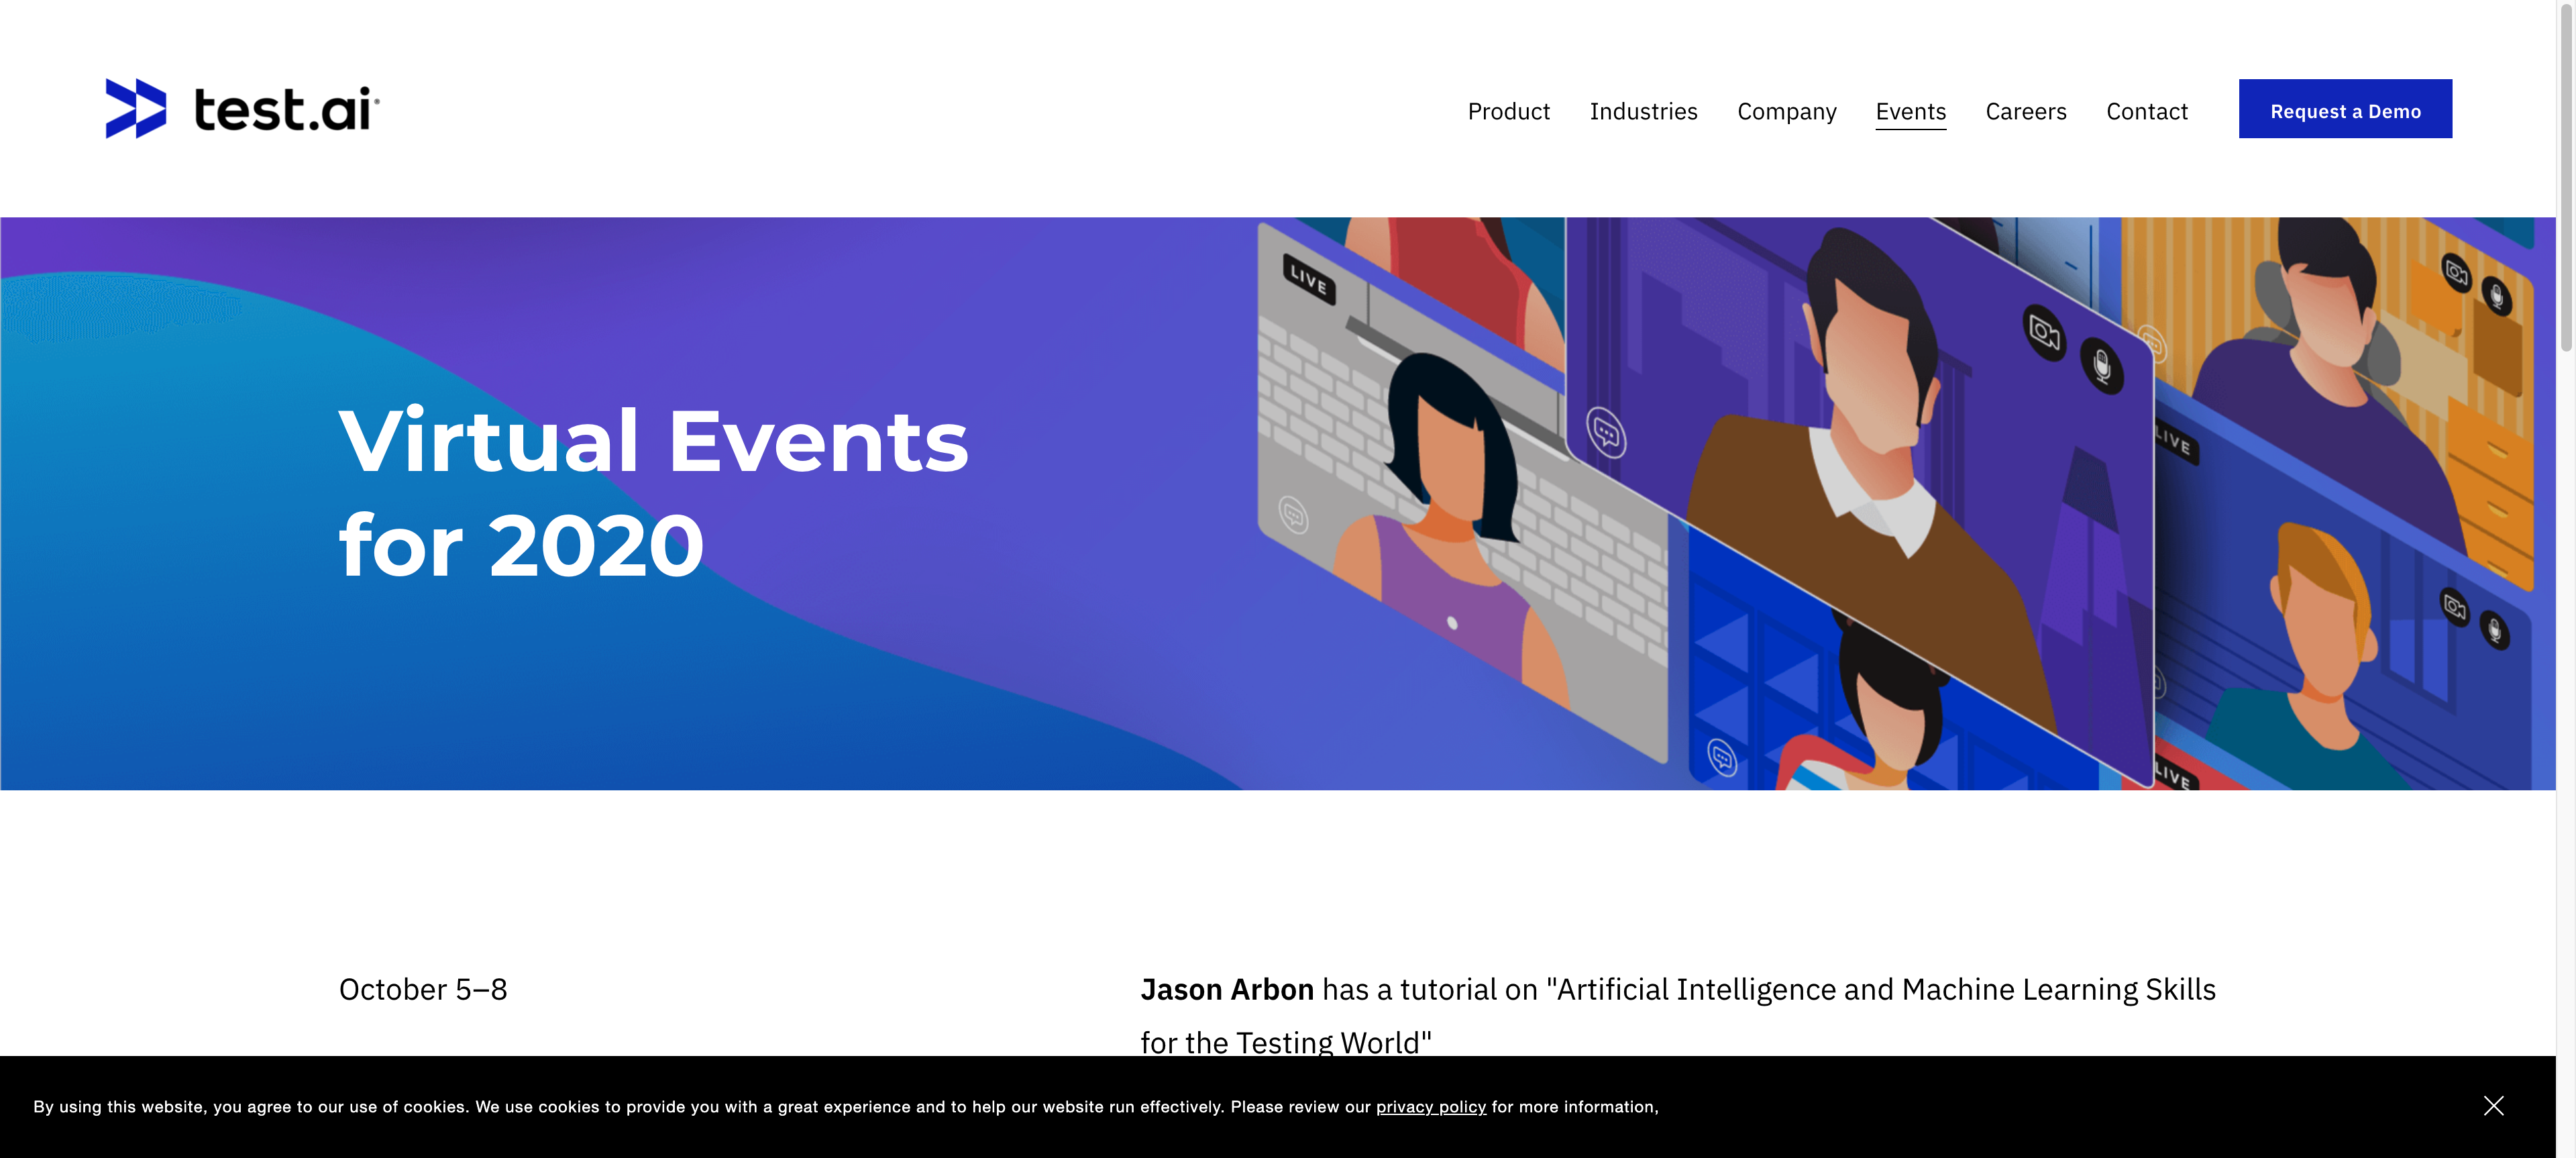 test.ai
Product Industries Company Events Careers Contact Request a Demo
LIVE
LIVE
LIVE
Virtual Events
for 2020
October 5–8
Jason Arbon has a tutorial on "Artificial Intelligence and Machine Learning Skills
for the Testing World"
By using this website, you agree to our use of cookies. We use cookies to provide you with a great experience and to help our website run effectively. Please review our privacy policy for more information,